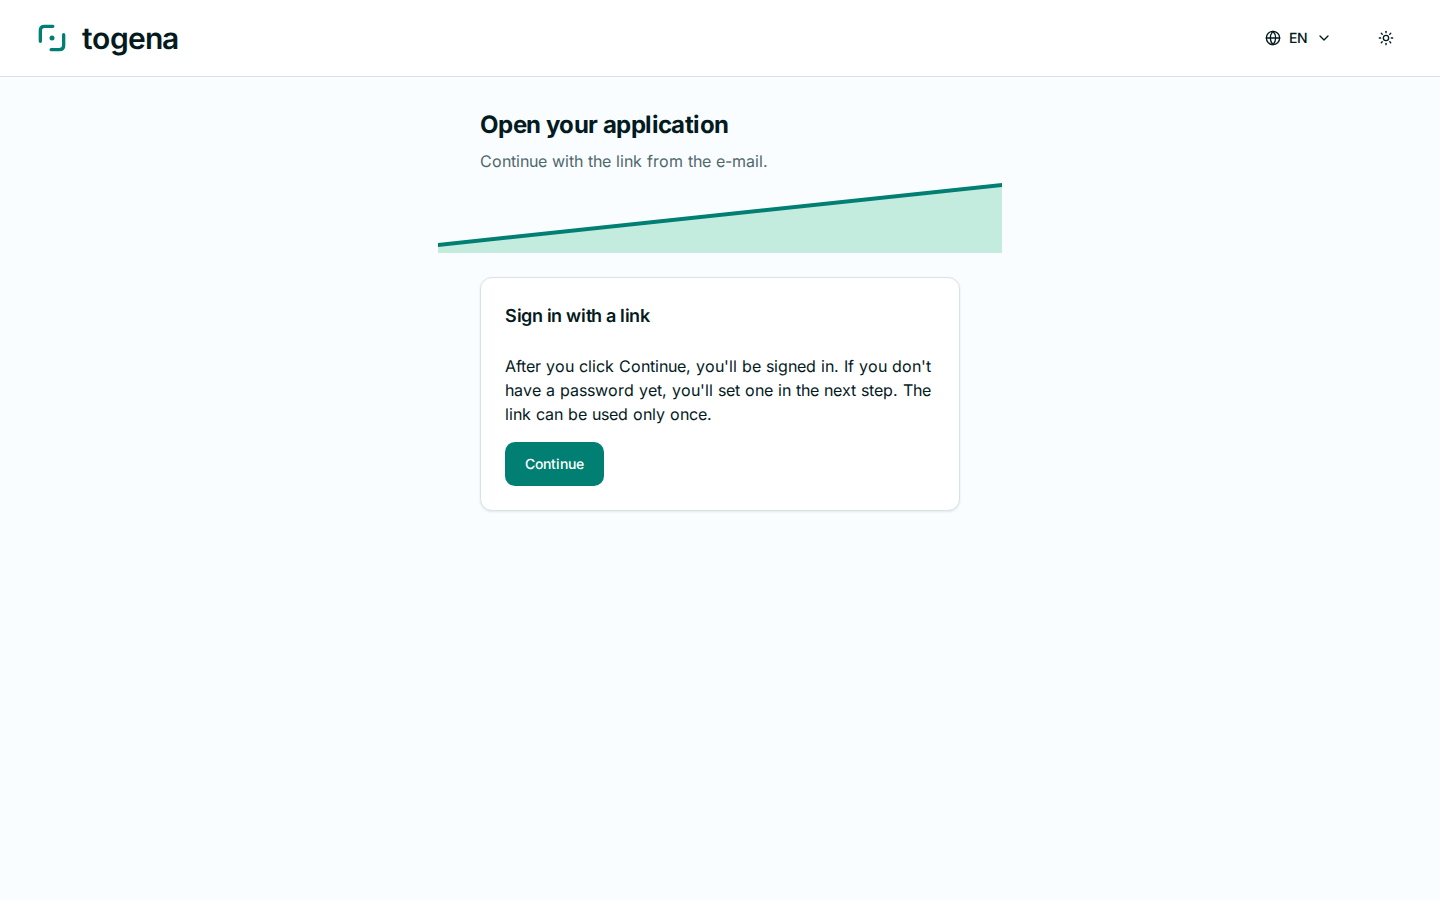 togena
EN
Open your application
Continue with the link from the e-mail.
Sign in with a link
After you click Continue, you'll be signed in. If you don't
have a password yet, you'll set one in the next step. The
link can be used only once.
Continue